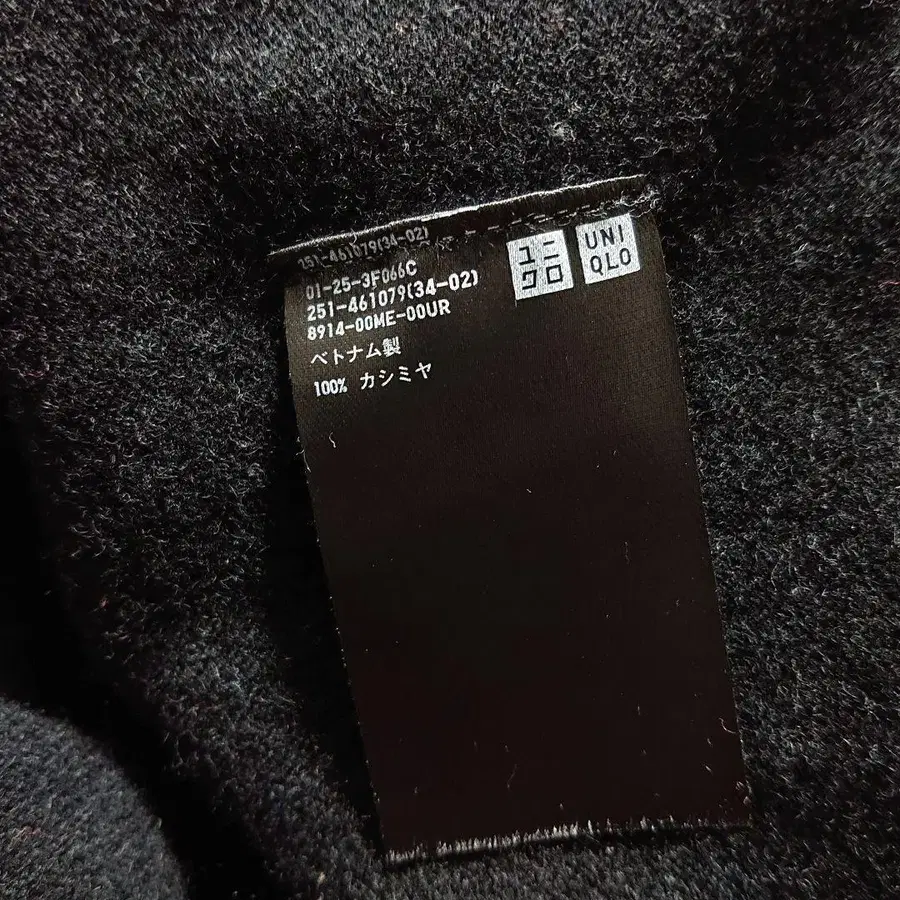 251-461079(34-02)
01-25-3F066C
251-461079(34-02)
8914-00ME-00UR
ベトナム製
100% カシミヤ
ユニ
クロ
UNI
QLO